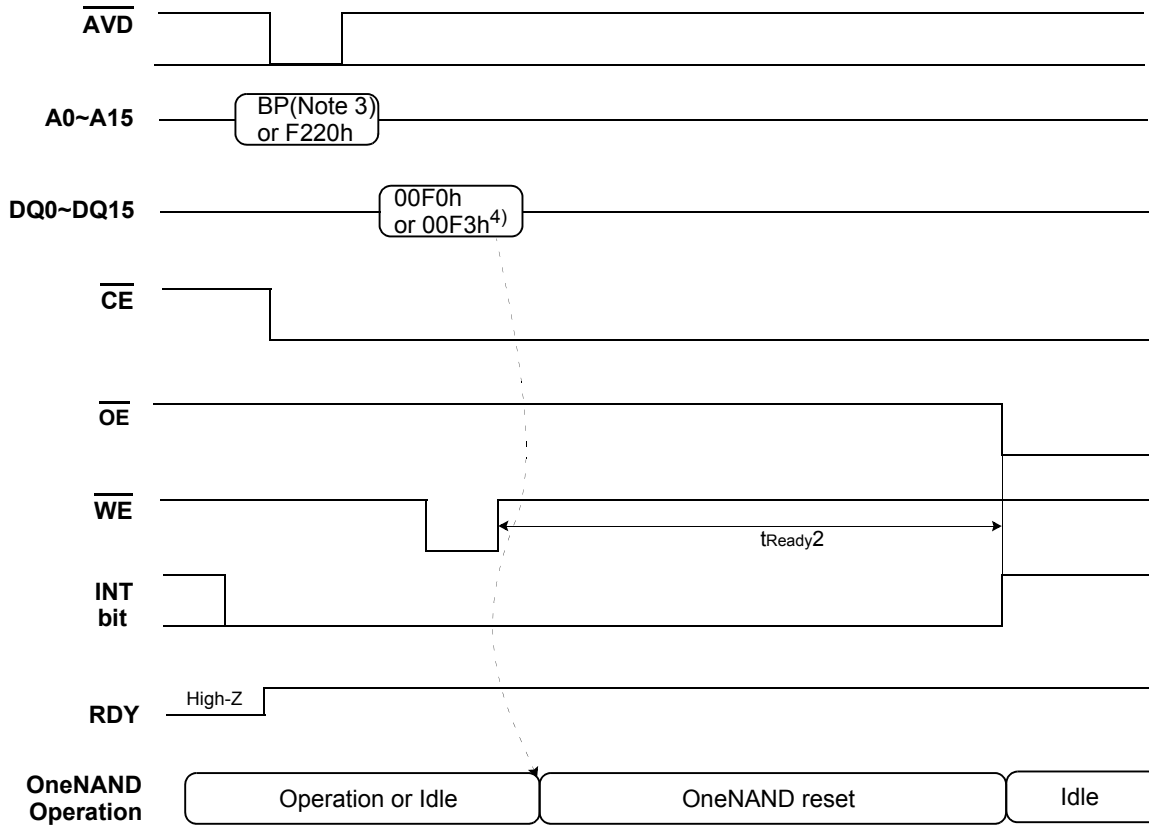 AVD
A0~A15
BP(Note 3)
or F220h
DQ0~DQ15
00F0h
or 00F3h4)
CE
OE
WE
tReady2
INT
bit
High-Z
RDY
OneNAND
Operation
Operation or Idle
OneNAND reset
Idle